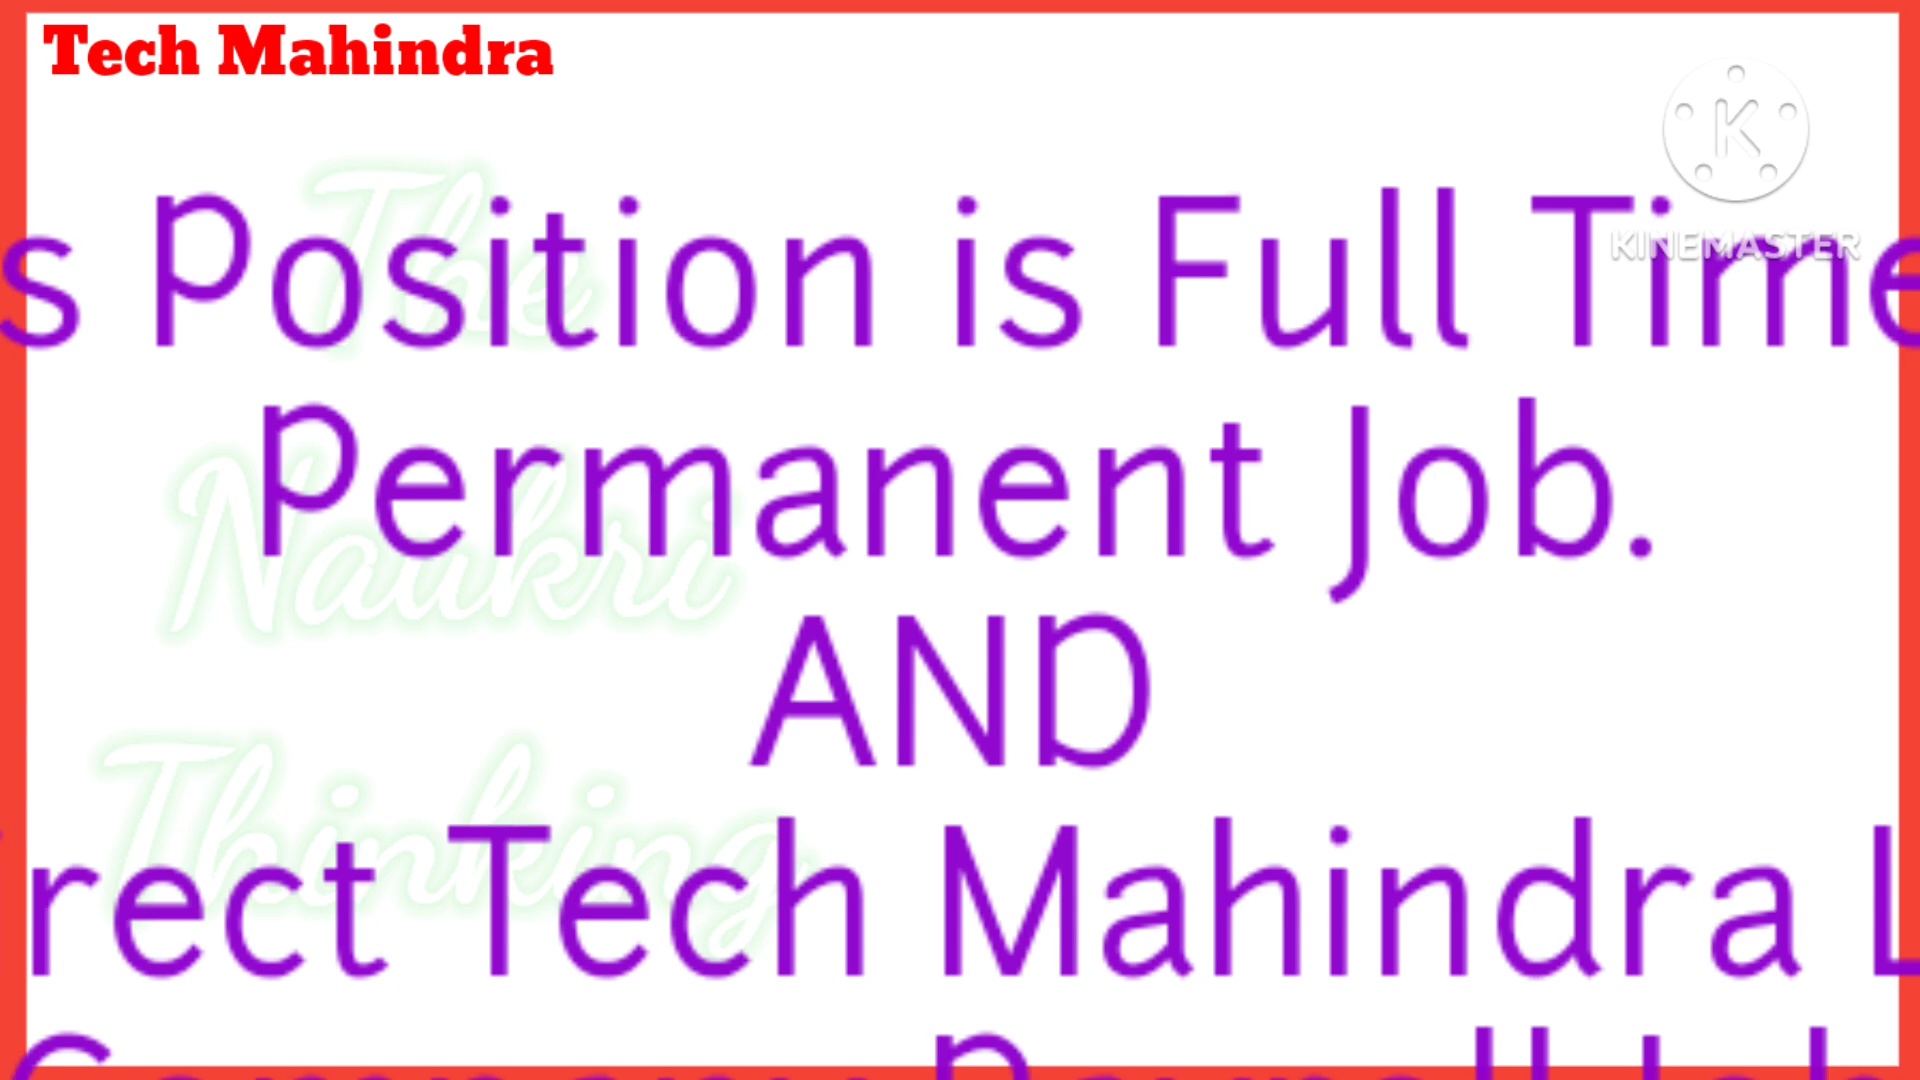 Tech Mahindra
K
KINEMASTER
s Position is Full Time
Permanent Job.
AND
rect Tech Mahindra L
The
Naukri
Thinking